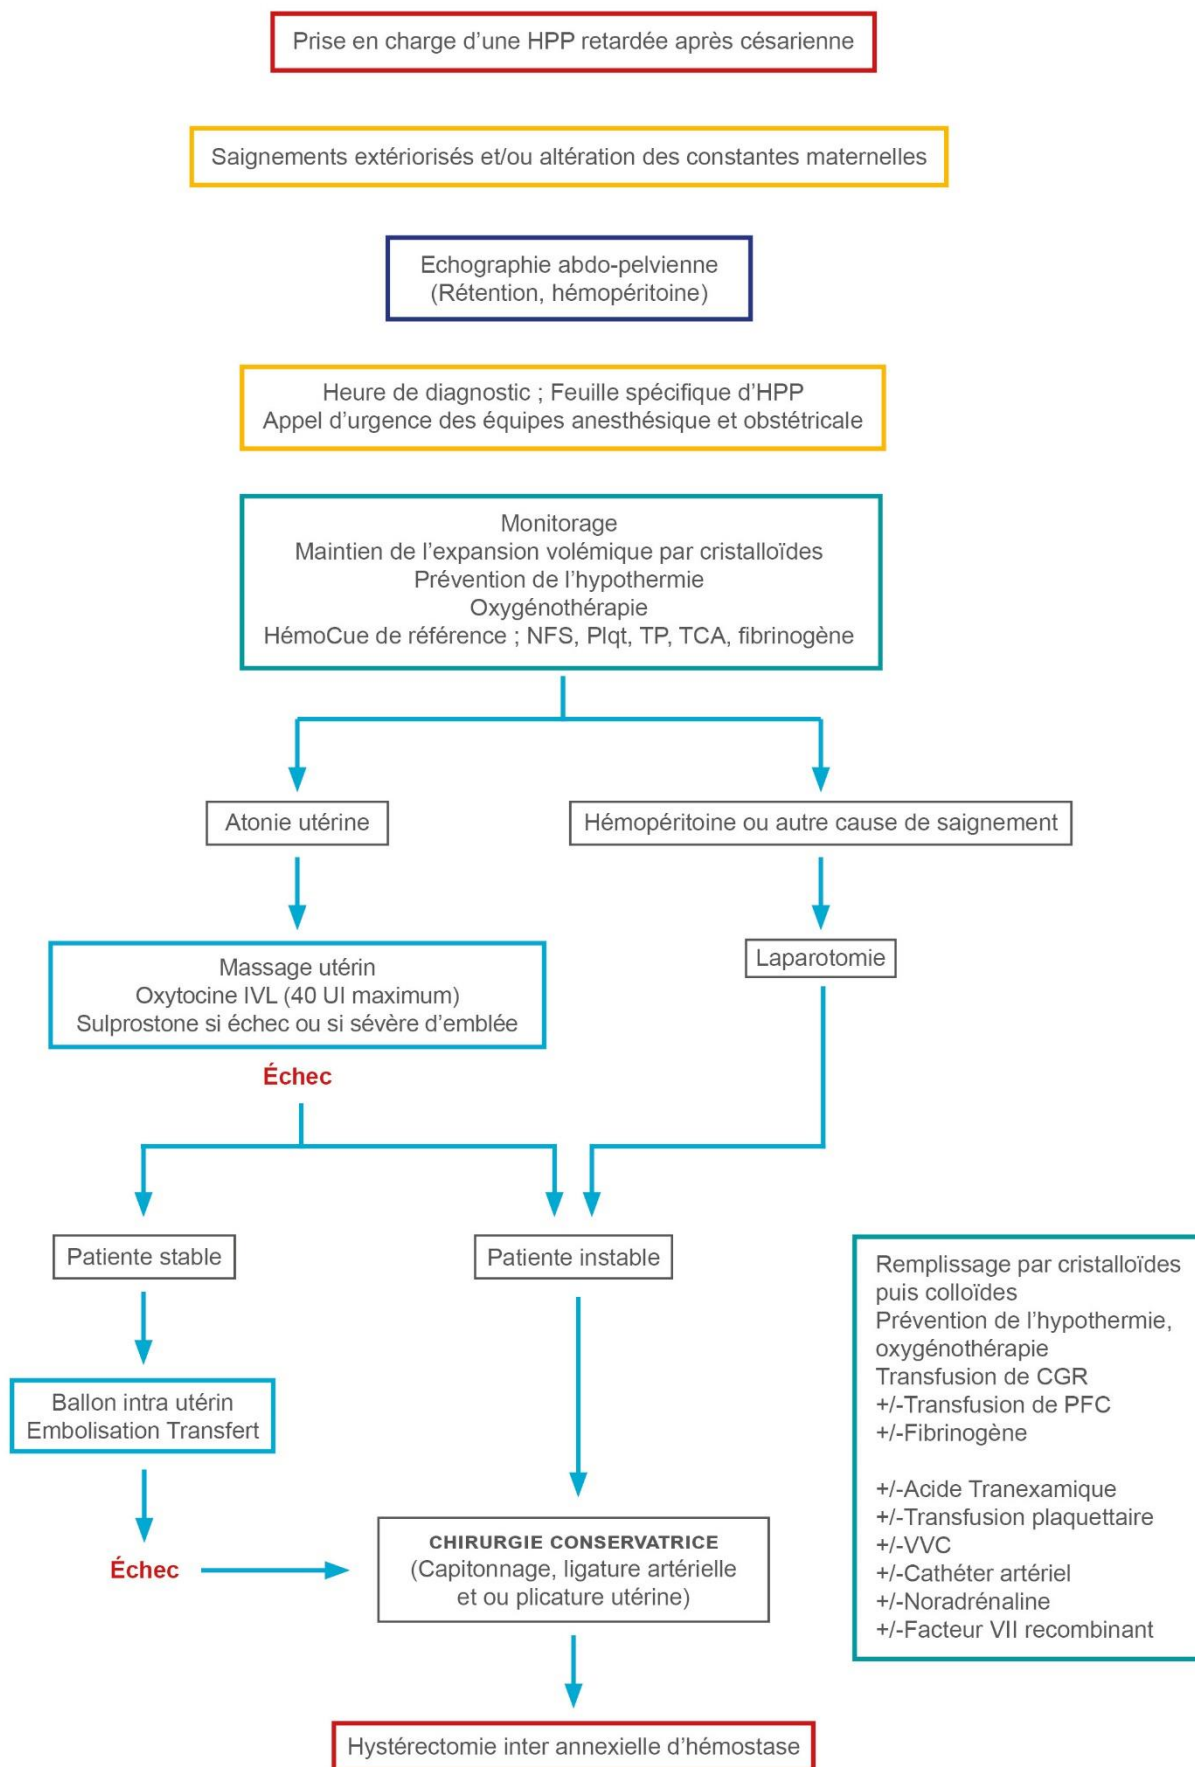 Prise en charge d’une HPP retardée après césarienne
Saignements extériorisés et/ou altération des constantes maternelles
Echographie abdo-pelvienne
(Rétention, hémopéritoine)
Heure de diagnostic ; Feuille spécifique d’HPP
Appel d’urgence des équipes anesthésique et obstétricale
Monitorage
Maintien de l’expansion volémique par cristalloïdes
Prévention de l’hypothermie
Oxygénothérapie
HémoCue de référence ; NFS, Plqt, TP, TCA, fibrinogène
Atonie utérine
Hémopéritoine ou autre cause de saignement
Massage utérin
Oxytocine IVL (40 UI maximum)
Sulprostone si échec ou si sévère d’emblée
Laparotomie
Échec
Patiente stable
Patiente instable
Ballon intra utérin
Embolisation Transfert
Échec
CHIRURGIE CONSERVATRICE
(Capitonnage, ligature artérielle
et ou plicature utérine)
Remplissage par cristalloïdes
puis colloïdes
Prévention de l’hypothermie,
oxygénothérapie
Transfusion de CGR
+/-Transfusion de PFC
+/-Fibrinogène
+/-Acide Tranexamique
+/-Transfusion plaquettaire
+/-VVC
+/-Cathéter artériel
+/-Noradrénaline
+/-Facteur VII recombinant
Hystérectomie inter annexielle d’hémostase